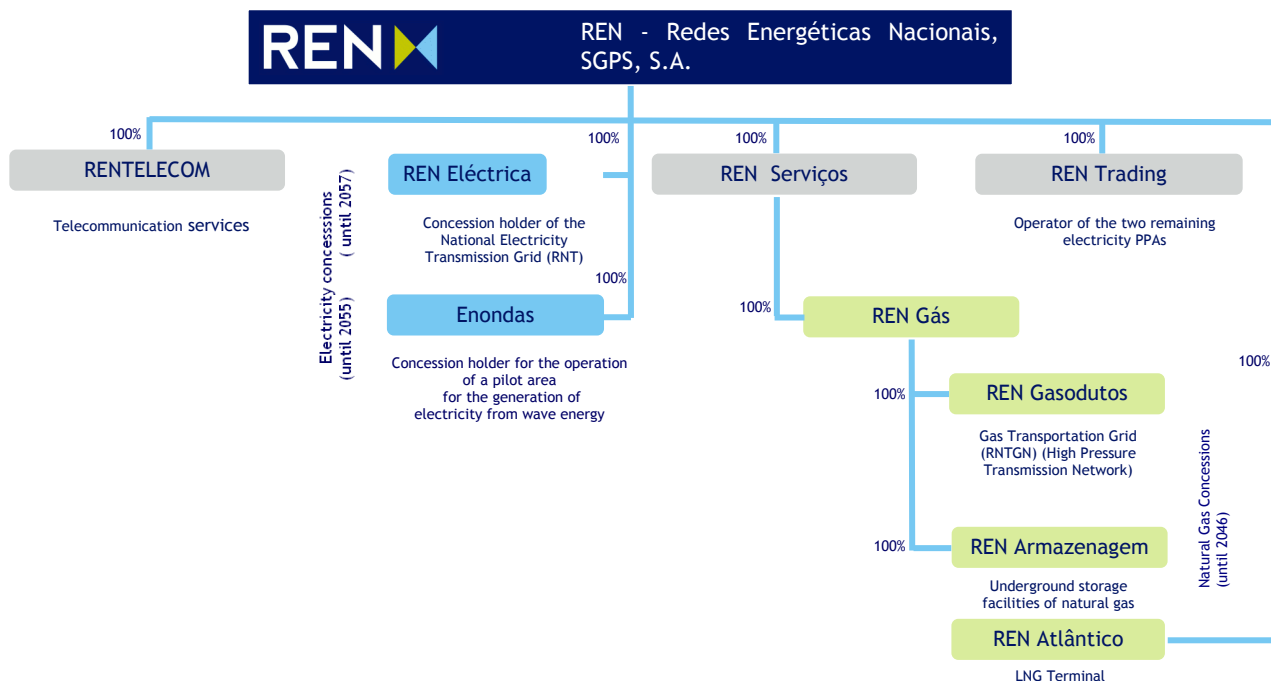 REN
REN - Redes Energéticas Nacionais,
SGPS, S.A.
100%
100%
100%
100%
RENTELECOM
REN Eléctrica
REN Serviços
REN Trading
Telecommunication services
Electricity concesssions
( until 2057)
(until 2055)
Concession holder of the
National Electricity
Transmission Grid (RNT)
Operator of the two remaining
electricity PPAs
100%
Enondas
100%
REN Gás
Concession holder for the operation
of a pilot area
for the generation of
electricity from wave energy
100%
100%
REN Gasodutos
Gas Transportation Grid
(RNTGN) (High Pressure
Transmission Network)
Natural Gas Concessions
(until 2046)
100%
REN Armazenagem
Underground storage
facilities of natural gas
REN Atlântico
LNG Terminal